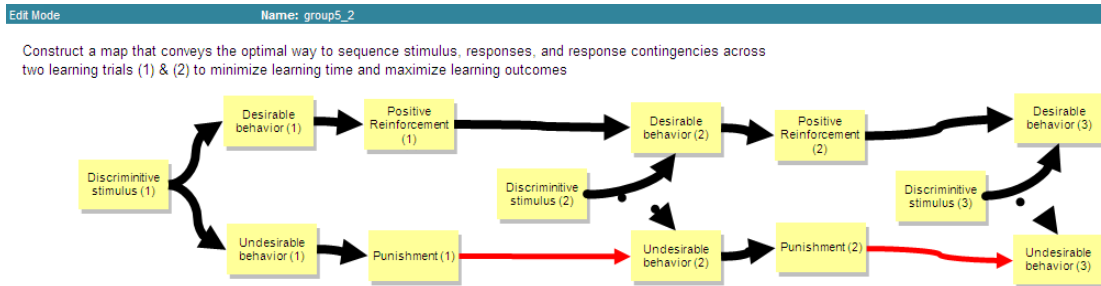 Edit Mode
Name: group5_2
Construct a map that conveys the optimal way to sequence stimulus, responses, and response contingencies across
two learning trials (1) & (2) to minimize learning time and maximize learning outcomes
Desirable
behavior (1)
Positive
Reinforcement
(1)
Desirable
behavior (2)
Positive
Reinforcement
(2)
Desirable
behavior (3)
Discriminitive
stimulus (1)
Discriminitive
stimulus (2)
Discriminitive
stimulus (3)
Undesirable
behavior (1)
Punishment (1)
Undesirable
behavior (2)
Punishment (2)
Undesirable
behavior (3)